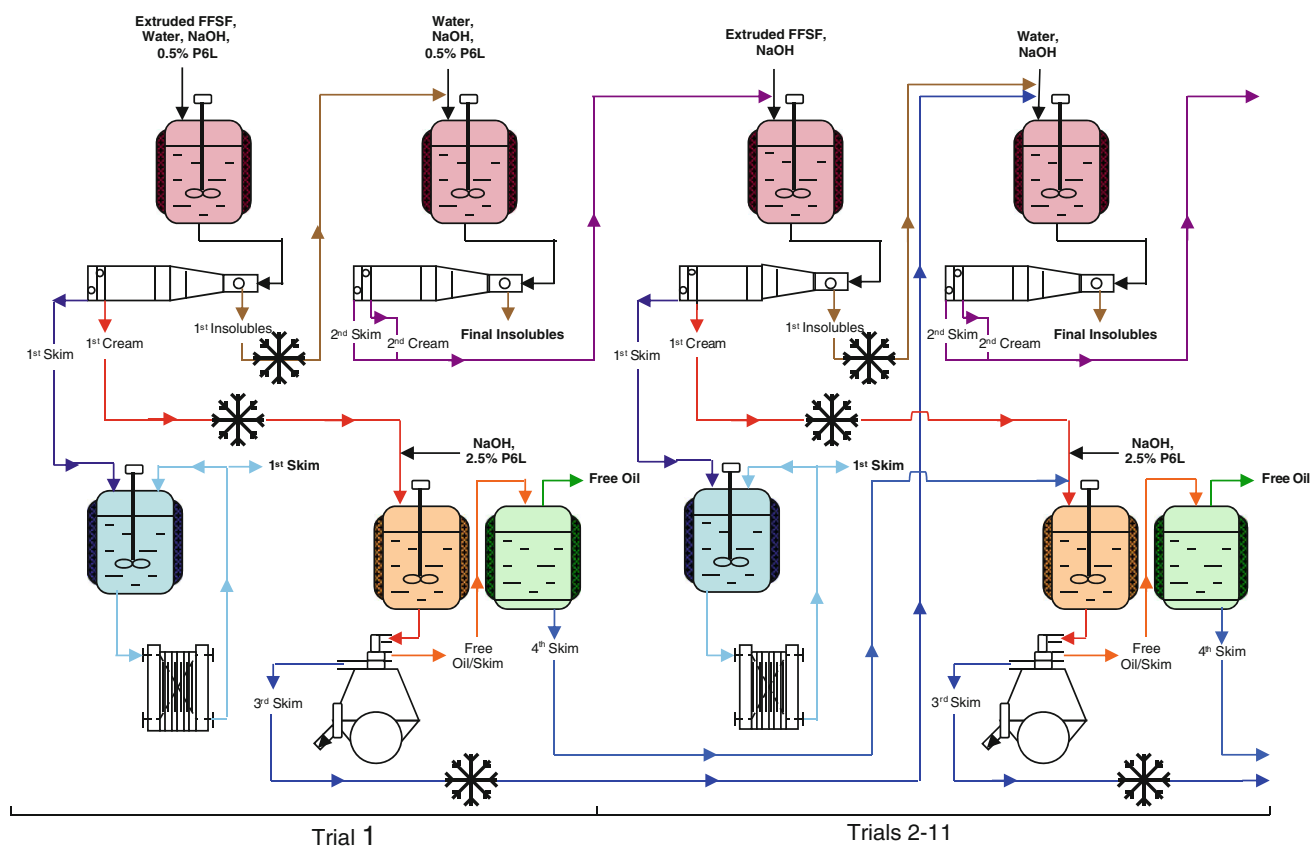 Extruded FFSF,
Water, NaOH,
0.5% P6L
Water,
NaOH,
0.5% P6L
Extruded FFSF,
NaOH
Water,
NaOH
1st Skim
1st Cream
1st Insolubles
2nd Skim
2nd Cream
Final Insolubles
1st Skim
1st Cream
1st Insolubles
2nd Skim
2nd Cream
Final Insolubles
1st Skim
NaOH,
2.5% P6L
Free Oil
1st Skim
NaOH,
2.5% P6L
Free Oil
3rd Skim
Free
Oil/Skim
4th Skim
3rd Skim
Free
Oil/Skim
4th Skim
Trial 1
Trials 2-11